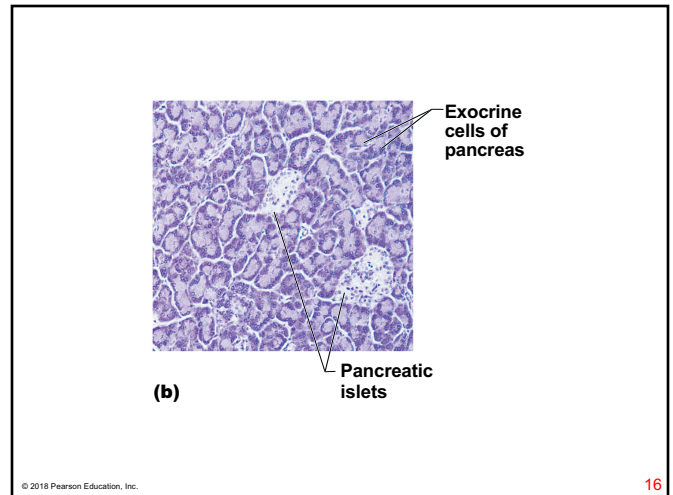 Exocrine
cells of
pancreas
Pancreatic
islets
(b)
© 2018 Pearson Education, Inc.
16